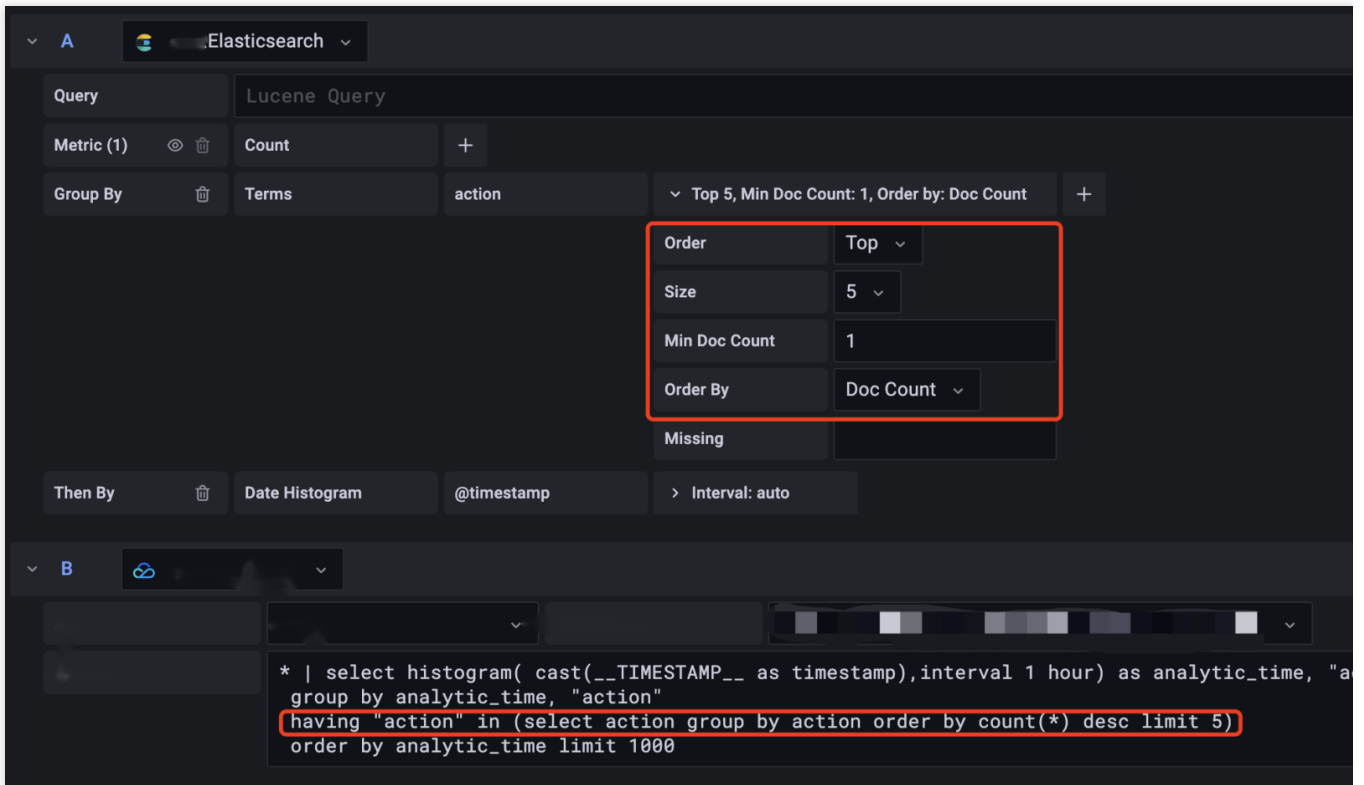 A Elasticsearch
Query Lucene Query
Metric (1) Count +
Group By Terms action Top 5, Min Doc Count: 1, Order by: Doc Count +
Order Top
Size 5
Min Doc Count 1
Order By Doc Count
Missing
Then By Date Histogram @timestamp > Interval: auto
B
* | select histogram( cast(__TIMESTAMP__ as timestamp),interval 1 hour) as analytic_time,
group by analytic_time, "action"
having "action" in (select action group by action order by count(*) desc limit 5)
order by analytic_time limit 1000